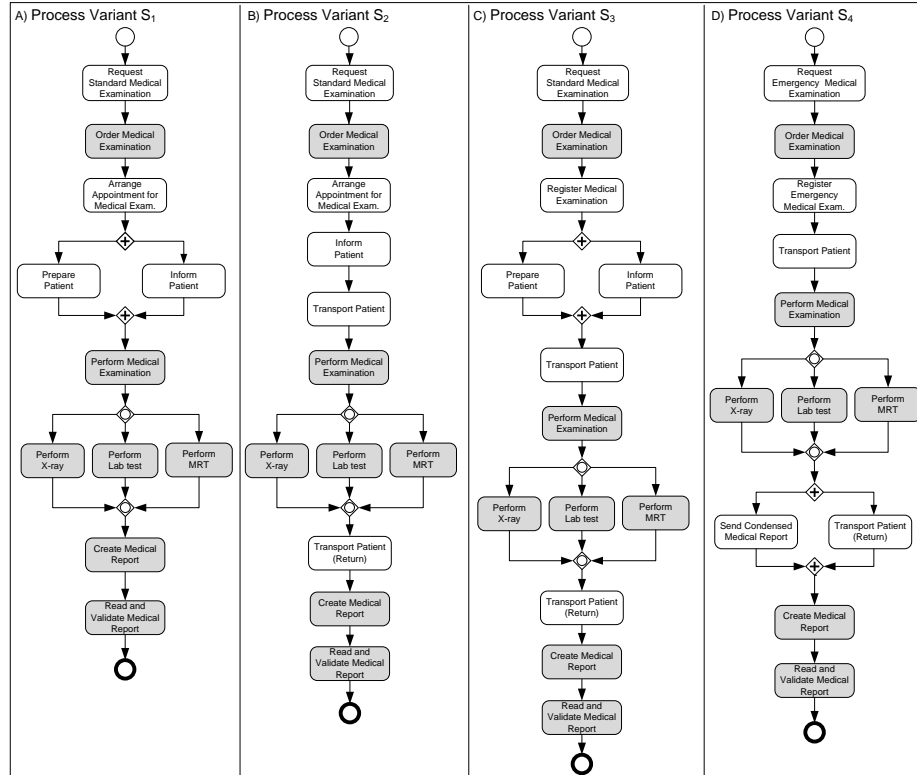 A) Process Variant S1
Request
Standard Medical
Examination
Order Medical
Examination
Arrange
Appointment for
Medical Exam.
Prepare
Patient
Inform
Patient
Perform Medical
Examination
Perform
X-ray
Perform
Lab test
Perform
MRT
Create Medical
Report
Read and
Validate Medical
Report
B) Process Variant S2
Request
Standard Medical
Examination
Order Medical
Examination
Arrange
Appointment for
Medical Exam.
Inform
Patient
Transport Patient
Perform Medical
Examination
Perform
X-ray
Perform
Lab test
Perform
MRT
Transport Patient
(Return)
Create Medical
Report
Read and
Validate Medical
Report
C) Process Variant S3
Request
Standard Medical
Examination
Order Medical
Examination
Register Medical
Examination
Prepare
Patient
Inform
Patient
Transport Patient
Perform Medical
Examination
Perform
X-ray
Perform
Lab test
Perform
MRT
Transport Patient
(Return)
Create Medical
Report
Read and
Validate Medical
Report
D) Process Variant S4
Request
Emergency Medical
Examination
Order Medical
Examination
Register
Emergency
Medical Exam.
Transport Patient
Perform Medical
Examination
Perform
X-ray
Perform
Lab test
Perform
MRT
Send Condensed
Medical Report
Transport Patient
(Return)
Create Medical
Report
Read and
Validate Medical
Report